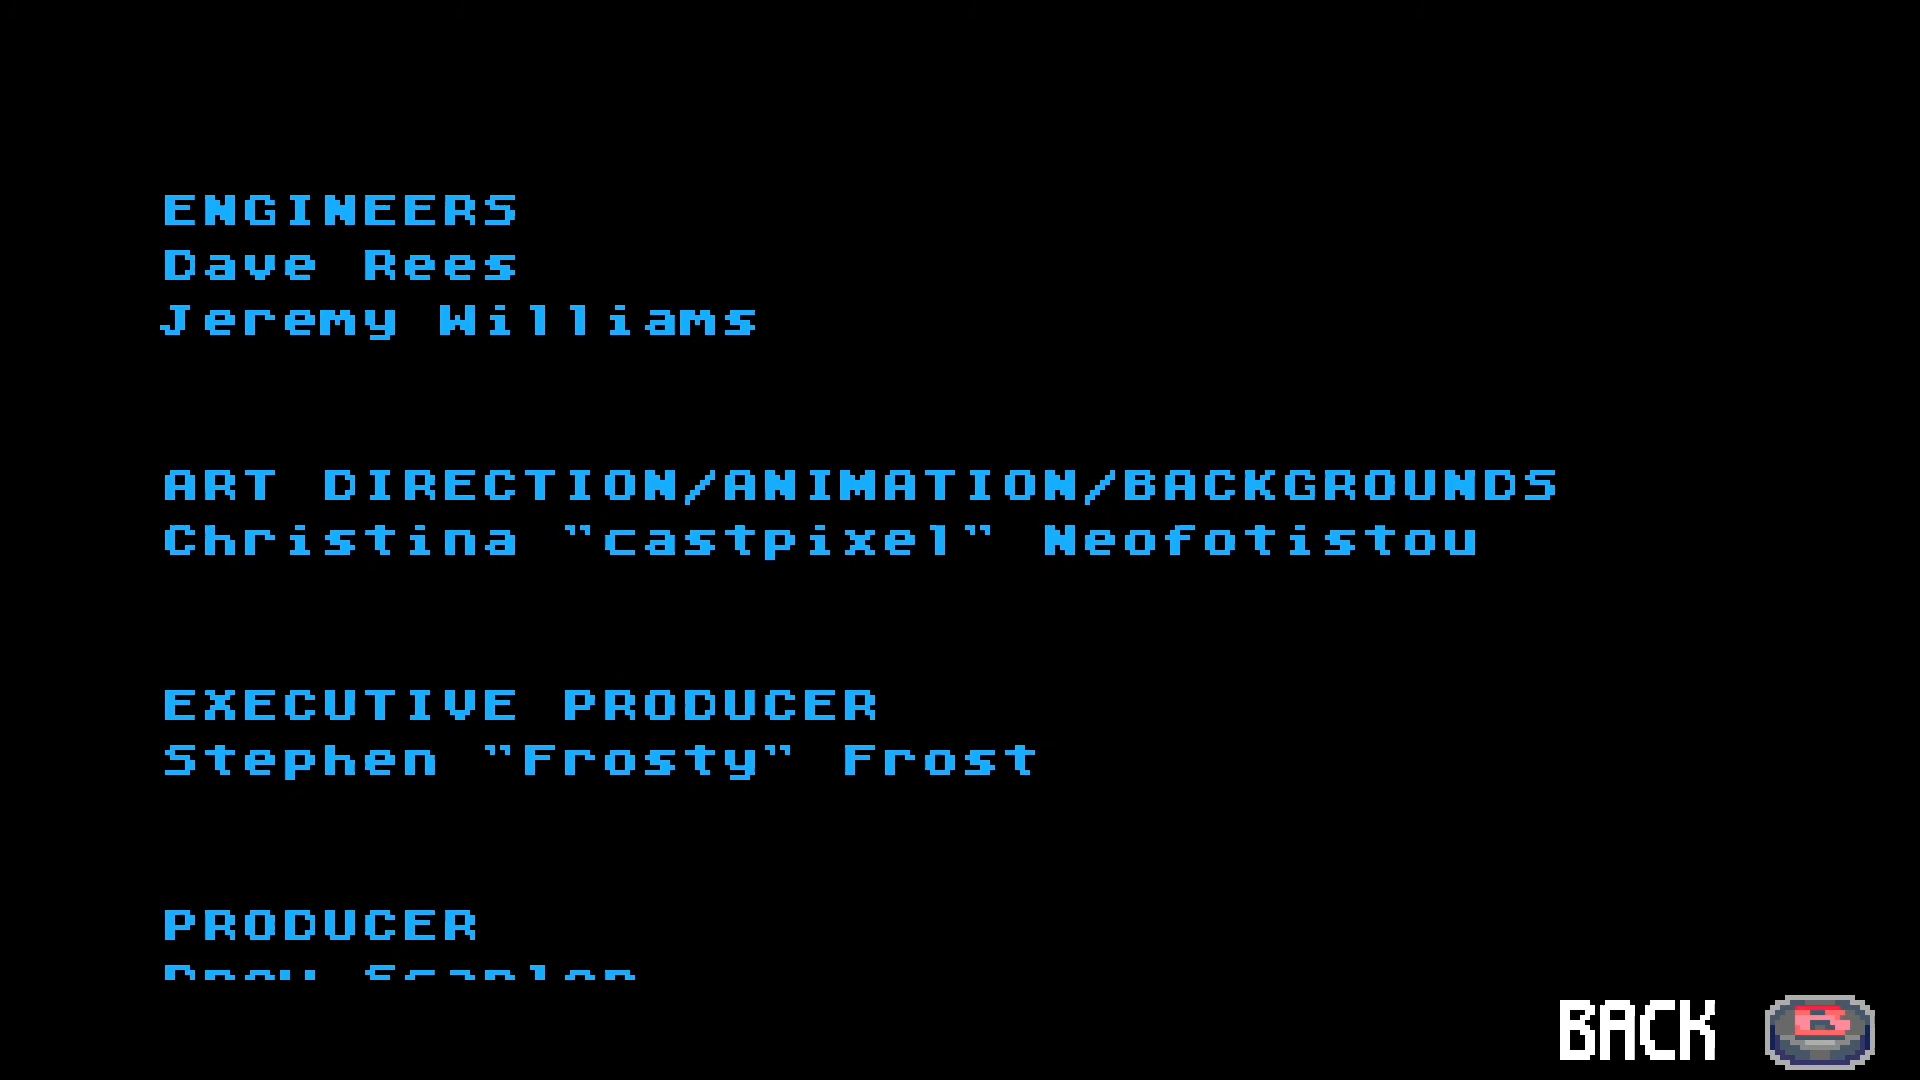 ENGINEERS
Dave Rees
Jeremy Williams
ART DIRECTION/ANIMATION/BACKGROUNDS
Christina "castpixel" Neofotistou
EXECUTIVE PRODUCER
Stephen "Frosty" Frost
PRODUCER
BACK B